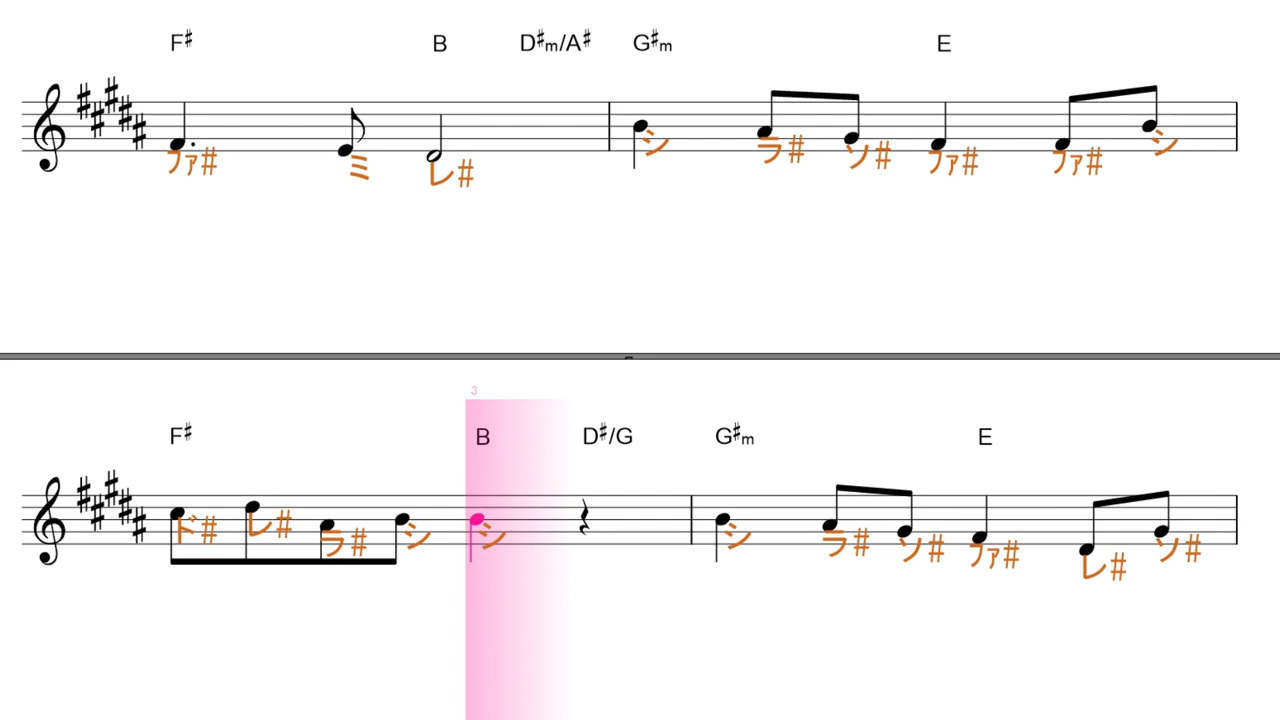 F♯ B D♯m/A♯ G♯m E
ファ# ミ レ# シ ラ# ソ# ファ# ファ# シ
3
F♯ B D♯/G G♯m E
ド# レ# ラ# シ シ シ ラ# ソ# ファ# レ# ソ#